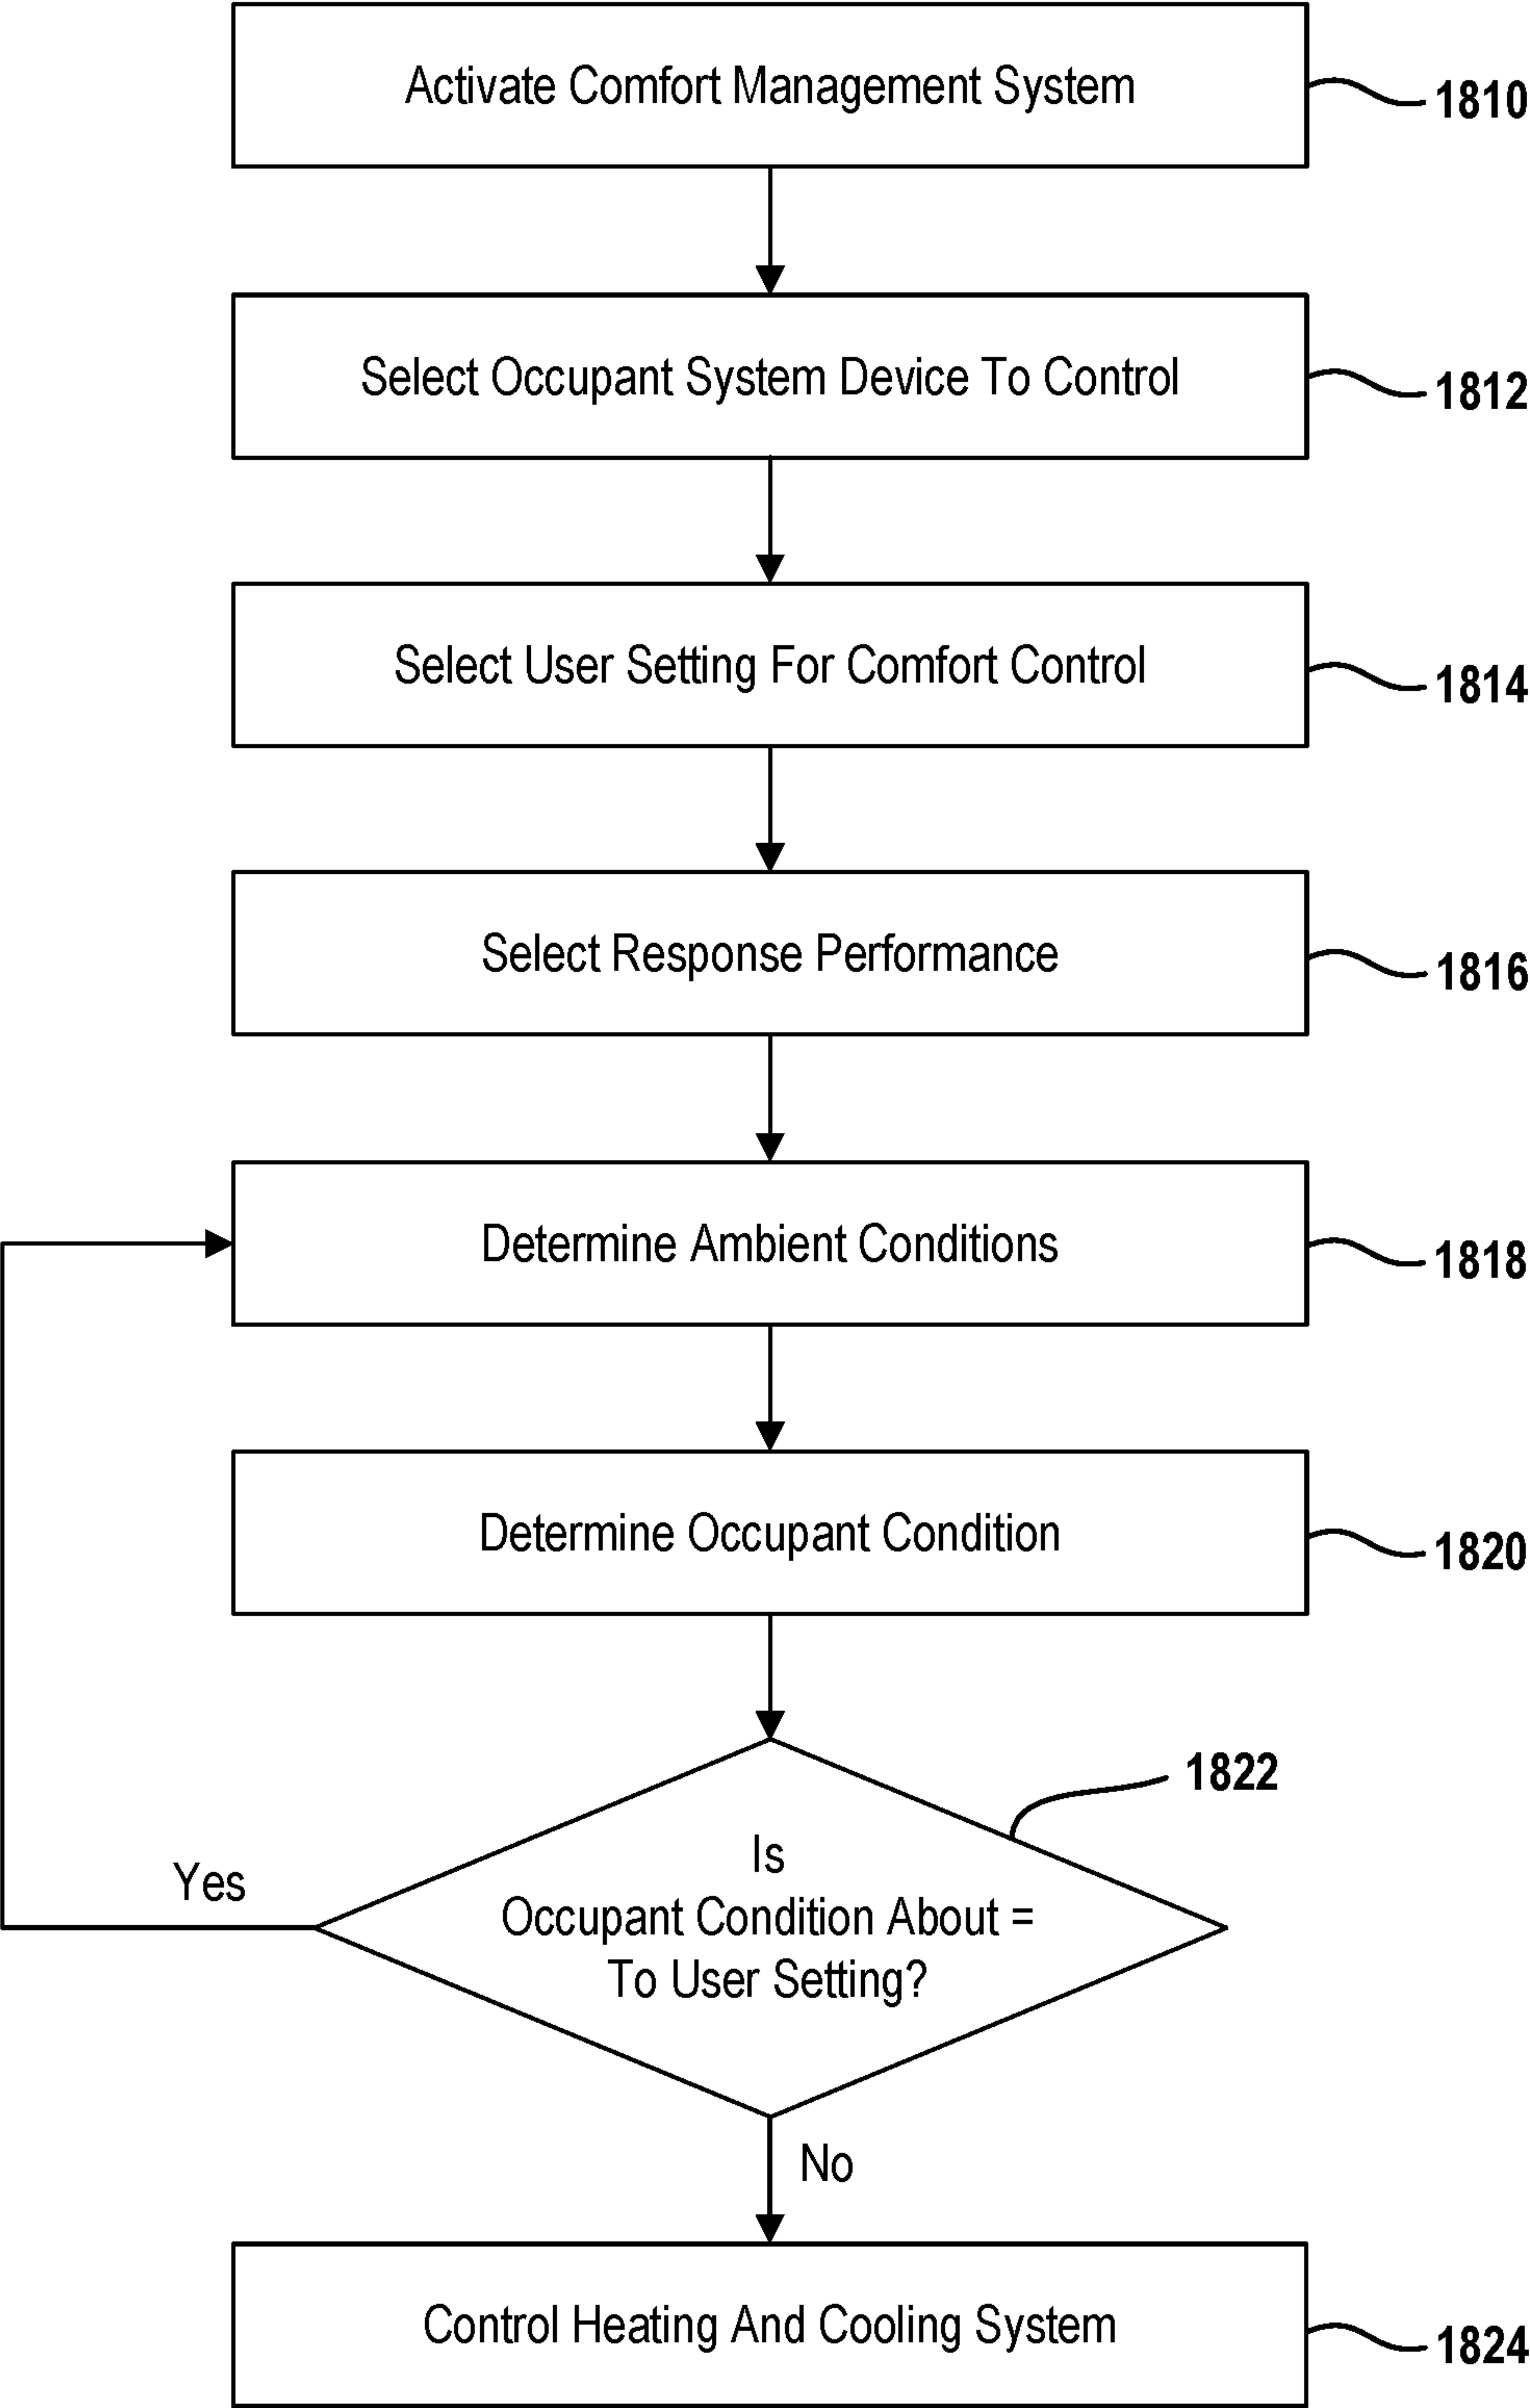 Activate Comfort Management System
1810
Select Occupant System Device To Control
1812
Select User Setting For Comfort Control
1814
Select Response Performance
1816
Determine Ambient Conditions
1818
Determine Occupant Condition
1820
1822
Is
Occupant Condition About =
To User Setting?
Yes
No
Control Heating And Cooling System
1824